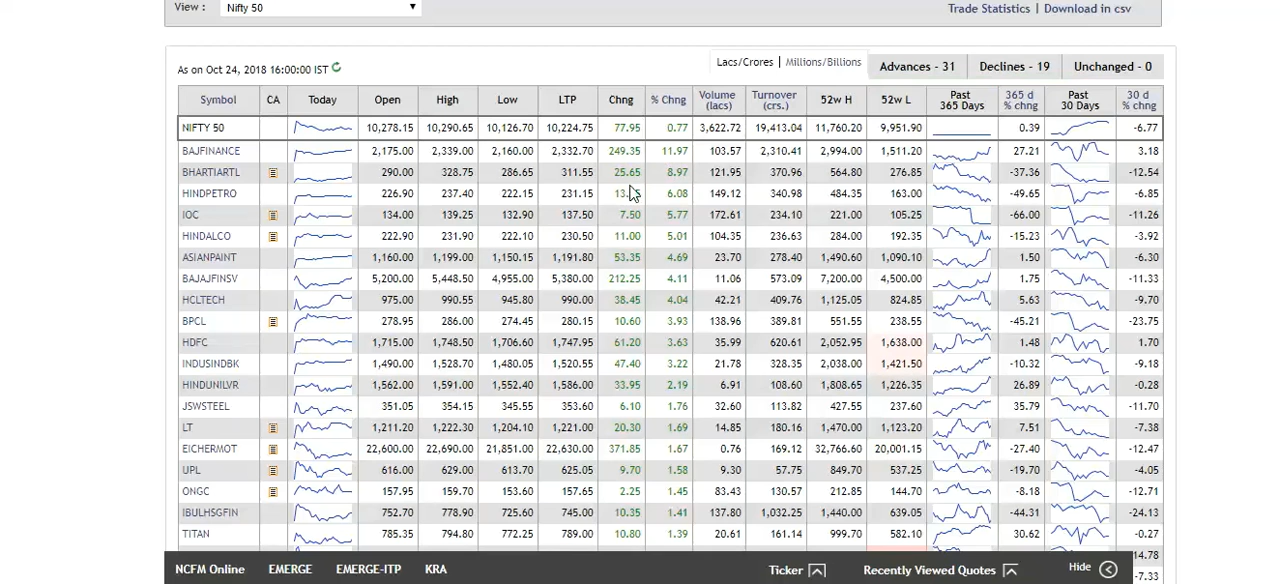 View : Nifty 50 Trade Statistics | Download in csv
As on Oct 24, 2018 16:00:00 IST Lacs/Crores | Millions/Billions Advances - 31 Declines - 19 Unchanged - 0
Symbol CA Today Open High Low LTP Chng % Chng Volume (lacs) Turnover (crs.) 52w H 52w L Past 365 Days 365 d % chng Past 30 Days 30 d % chng
NIFTY 50 10,278.15 10,290.65 10,126.70 10,224.75 77.95 0.77 3,622.72 19,413.04 11,760.20 9,951.90 0.39 -6.77
BAJFINANCE 2,175.00 2,339.00 2,160.00 2,332.70 249.35 11.97 103.57 2,310.41 2,994.00 1,511.20 27.21 3.18
BHARTIARTL 290.00 328.75 286.65 311.55 25.65 8.97 121.95 370.96 564.80 276.85 -37.36 -12.54
HINDPETRO 226.90 237.40 222.15 231.15 6.08 149.12 340.98 484.35 163.00 -49.65 -6.85
IOC 134.00 139.25 132.90 137.50 7.50 5.77 172.61 234.10 221.00 105.25 -66.00 -11.26
HINDALCO 222.90 231.90 222.10 230.50 11.00 5.01 104.35 236.63 284.00 192.35 -15.23 -3.92
ASIANPAINT 1,160.00 1,199.00 1,150.15 1,191.80 53.35 4.69 23.70 278.40 1,490.60 1,090.10 1.50 -6.30
BAJAJFINSV 5,200.00 5,448.50 4,955.00 5,380.00 212.25 4.11 11.06 573.09 7,200.00 4,500.00 1.75 -11.33
HCLTECH 975.00 990.55 945.80 990.00 38.45 4.04 42.21 409.76 1,125.05 824.85 5.63 -9.70
BPCL 278.95 286.00 274.45 280.15 10.60 3.93 138.96 389.81 551.55 238.55 -45.21 -23.75
HDFC 1,715.00 1,748.50 1,706.60 1,747.95 61.20 3.63 35.99 620.61 2,052.95 1,638.00 1.48 1.70
INDUSINDBK 1,490.00 1,528.70 1,480.05 1,520.55 47.40 3.22 21.78 328.35 2,038.00 1,421.50 -10.32 -9.18
HINDUNILVR 1,562.00 1,591.00 1,552.40 1,586.00 33.95 2.19 6.91 108.60 1,808.65 1,226.35 26.89 -0.28
JSWSTEEL 351.05 354.15 345.55 353.60 6.10 1.76 32.60 113.82 427.55 237.60 35.79 -11.70
LT 1,211.20 1,222.30 1,204.10 1,221.00 20.30 1.69 14.85 180.16 1,470.00 1,123.20 7.51 -7.38
EICHERMOT 22,600.00 22,690.00 21,851.00 22,630.00 371.85 1.67 0.76 169.12 32,766.60 20,001.15 -27.40 -12.47
UPL 616.00 629.00 613.70 625.05 9.70 1.58 9.30 57.75 849.70 537.25 -19.70 -4.05
ONGC 157.95 159.70 153.60 157.65 2.25 1.45 83.43 130.57 212.85 144.70 -8.18 -12.71
IBULHSGFIN 752.70 778.90 725.60 745.00 10.35 1.41 137.80 1,032.25 1,440.00 639.05 -44.31 -24.13
TITAN 785.35 794.80 772.25 789.00 10.80 1.39 20.61 161.14 999.70 582.10 30.62 -0.27
14.78
NCFM Online EMERGE EMERGE-ITP KRA Ticker Recently Viewed Quotes Hide
-7.33